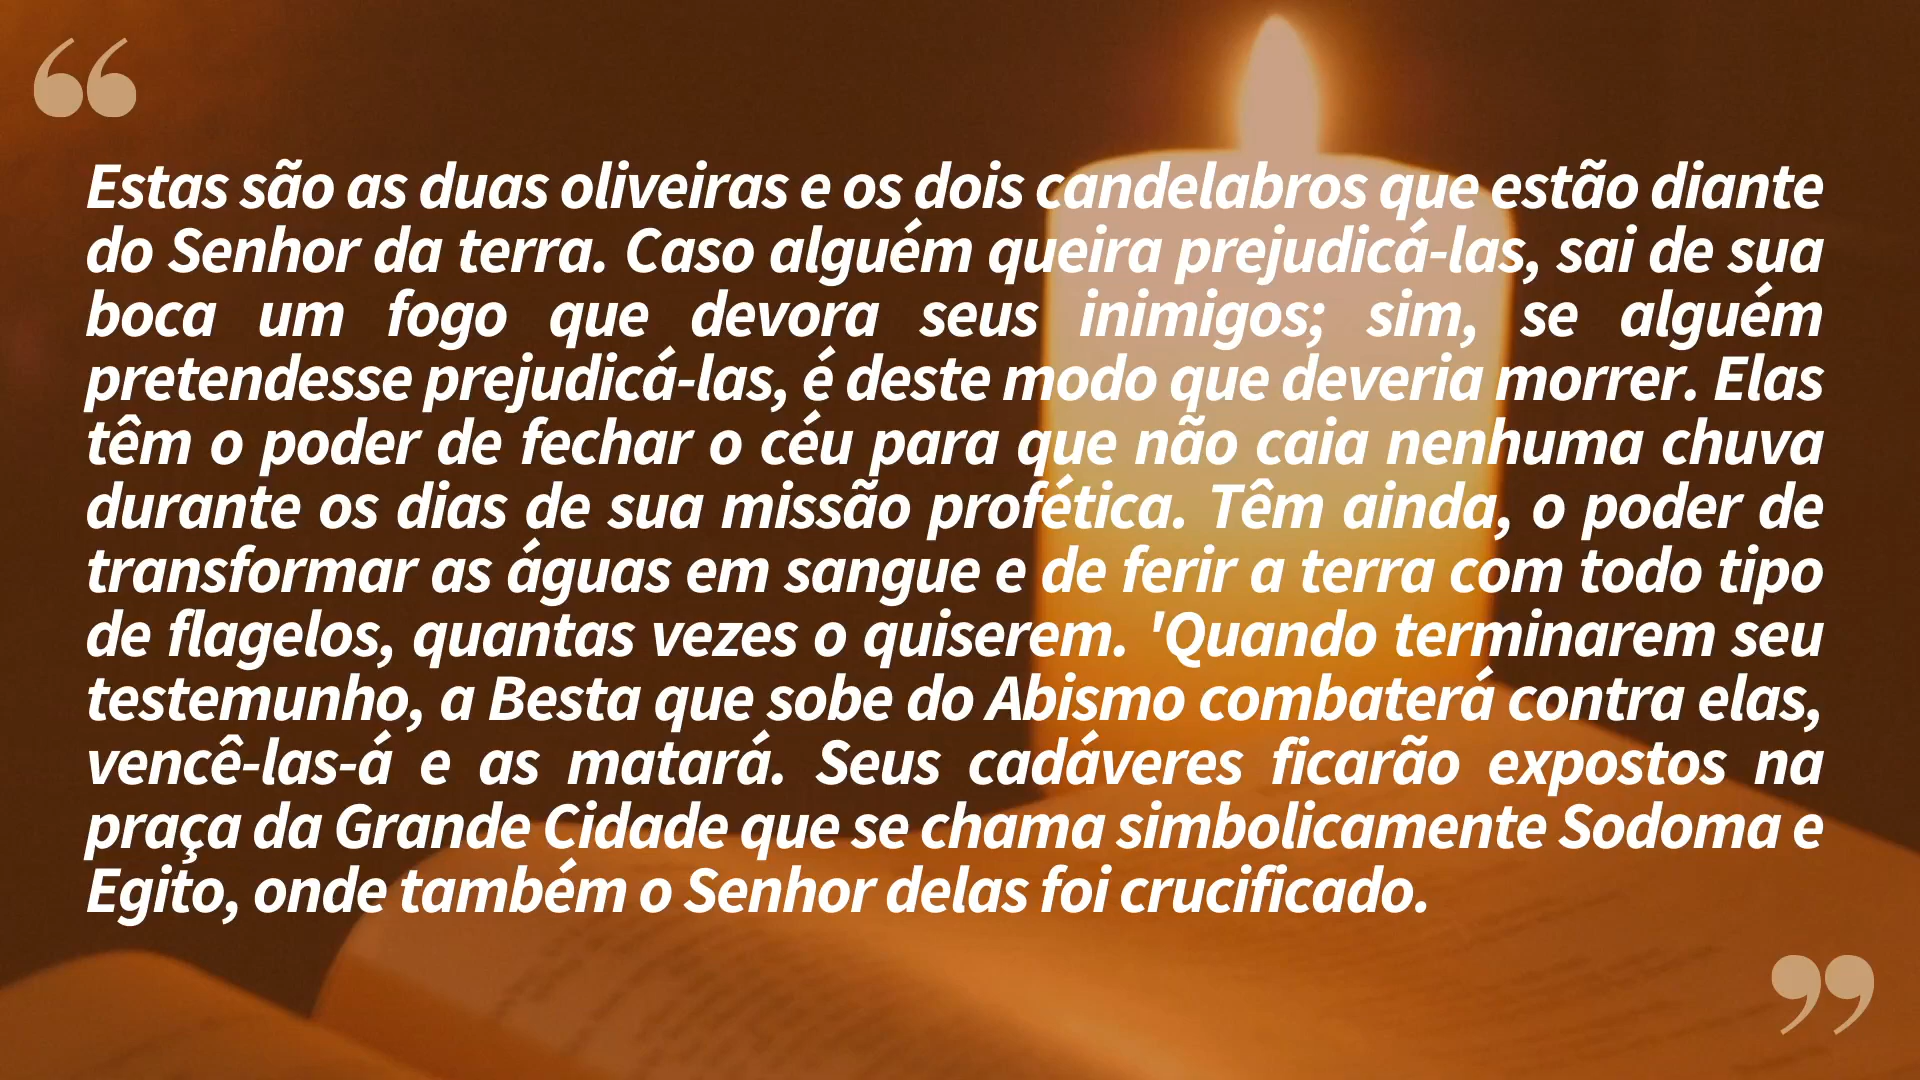 “
Estas são as duas oliveiras e os dois candelabros que estão diante
do Senhor da terra. Caso alguém queira prejudicá-las, sai de sua
boca um fogo que devora seus inimigos; sim, se alguém
pretendesse prejudicá-las, é deste modo que deveria morrer. Elas
têm o poder de fechar o céu para que não caia nenhuma chuva
durante os dias de sua missão profética. Têm ainda, o poder de
transformar as águas em sangue e de ferir a terra com todo tipo
de flagelos, quantas vezes o quiserem. 'Quando terminarem seu
testemunho, a Besta que sobe do Abismo combaterá contra elas,
vencê-las-á e as matará. Seus cadáveres ficarão expostos na
praça da Grande Cidade que se chama simbolicamente Sodoma e
Egito, onde também o Senhor delas foi crucificado.
”